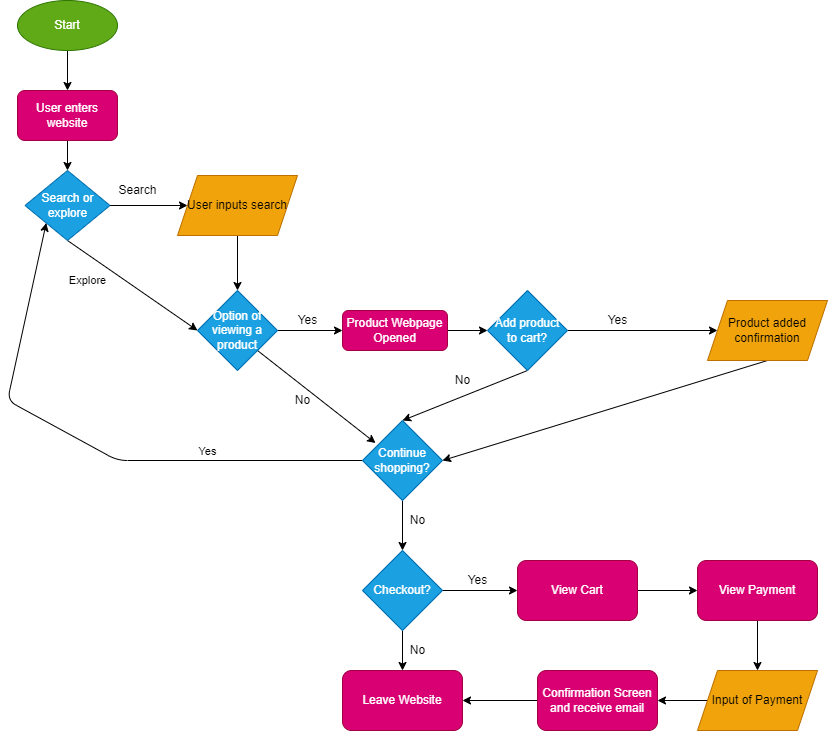 Start
User enters
website
Search or
explore
Search
User inputs search
Explore
Option of
viewing a
product
Yes
Product Webpage
Opened
Add product
to cart?
Yes
Product added
confirmation
No
No
Continue
shopping?
Yes
No
Checkout?
Yes
View Cart
View Payment
No
Leave Website
Confirmation Screen
and receive email
Input of Payment